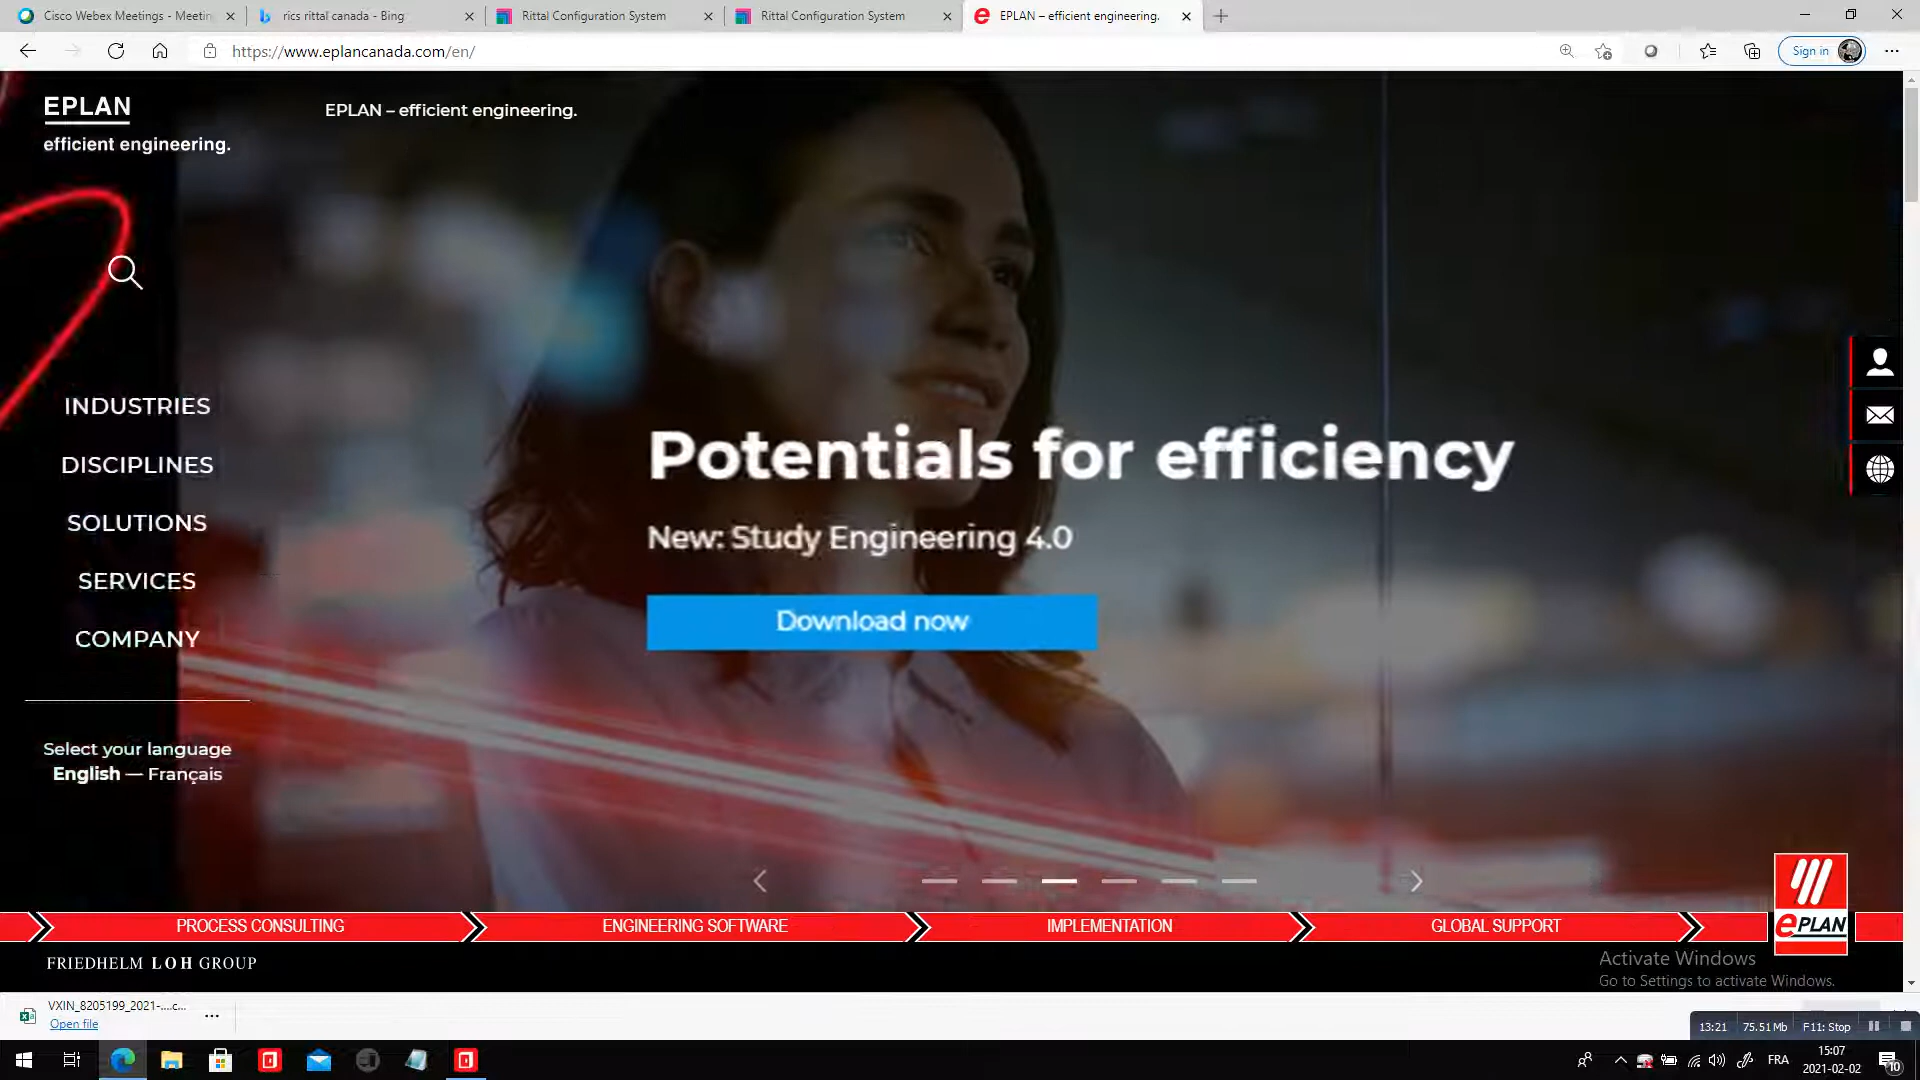 Cisco Webex Meetings - Meetin
rics rittal canada - Bing
Rittal Configuration System
Rittal Configuration System
EPLAN – efficient engineering.
https://www.eplancanada.com/en/
Sign in
EPLAN
efficient engineering.
EPLAN – efficient engineering.
INDUSTRIES
DISCIPLINES
SOLUTIONS
SERVICES
COMPANY
Select your language
English — Français
Potentials for efficiency
New: Study Engineering 4.0
Download now
PROCESS CONSULTING
ENGINEERING SOFTWARE
IMPLEMENTATION
GLOBAL SUPPORT
ePLAN
FRIEDHELM LOH GROUP
Activate Windows
Go to Settings to activate Windows.
VXIN_8205199_2021-....c...
Open file
13:21 75.51 Mb F11: Stop
FRA
15:07
2021-02-02
10